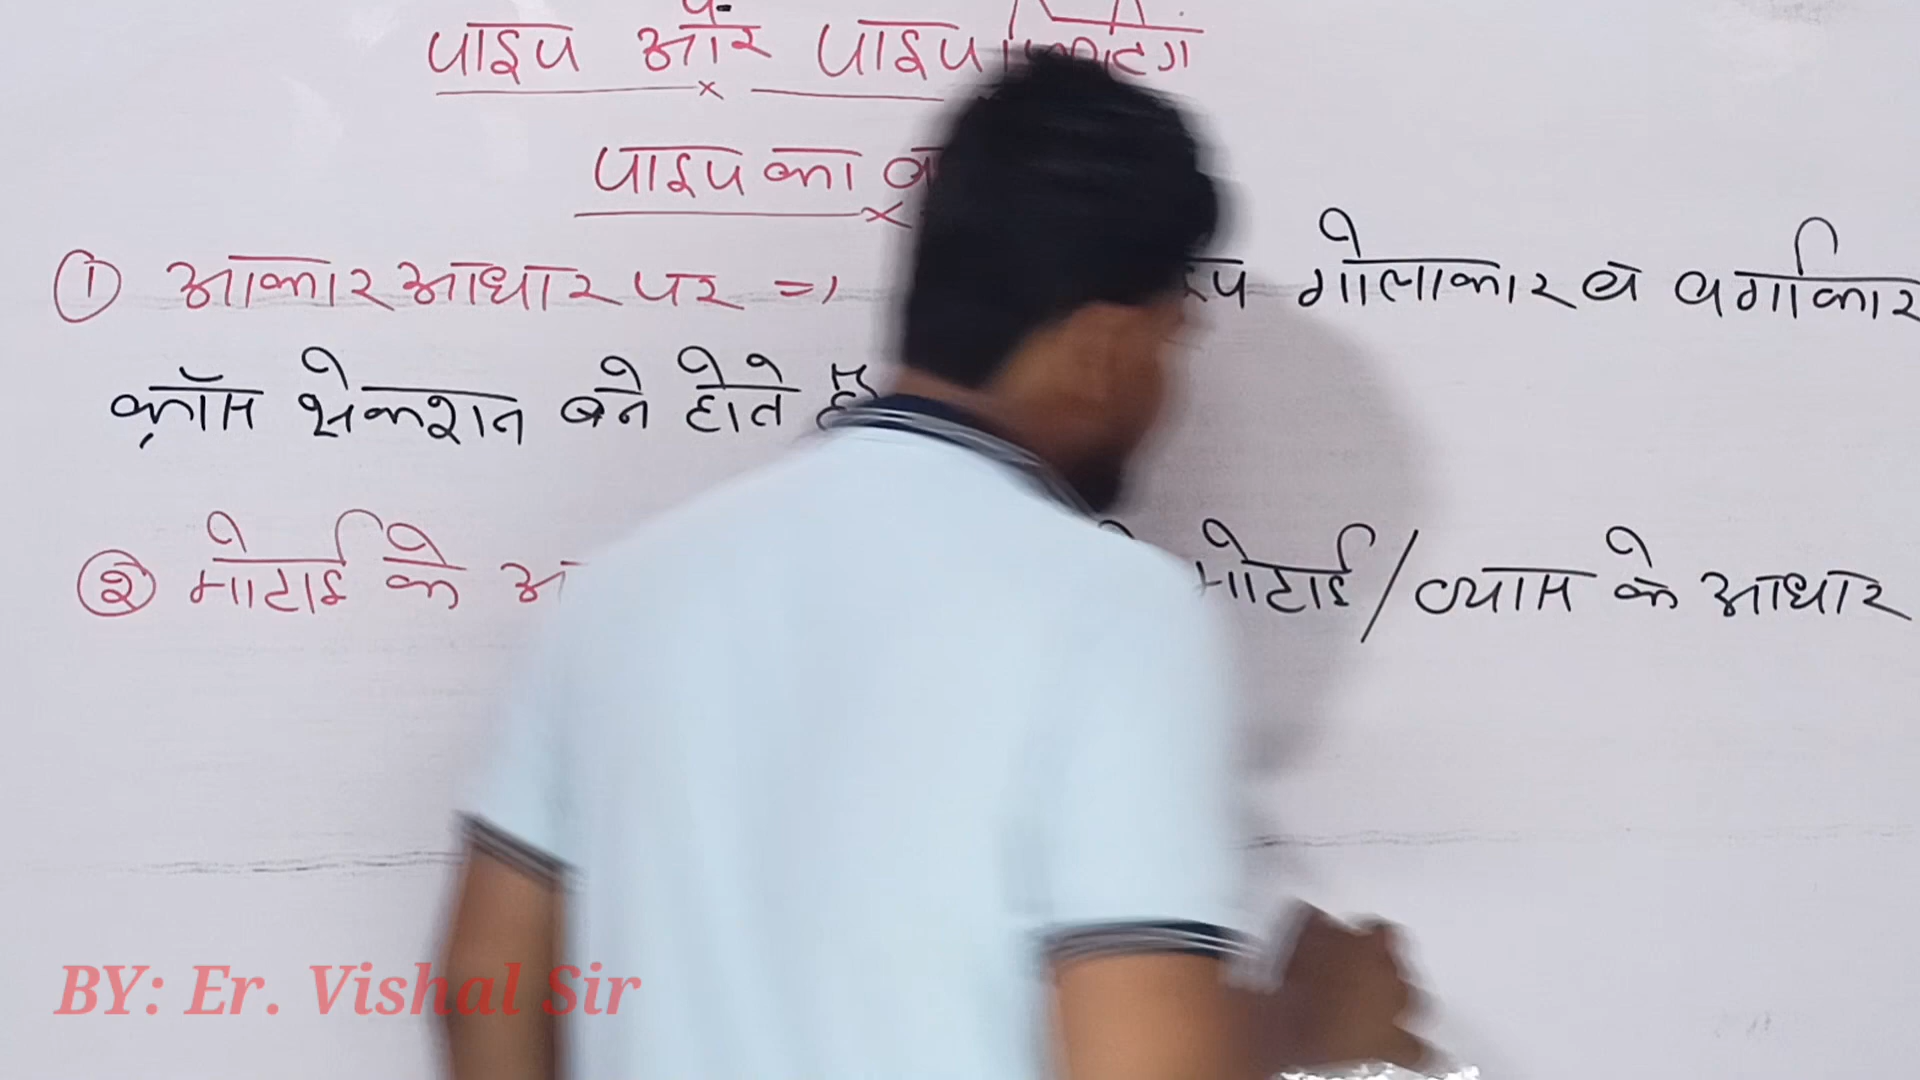 पाइप और पाइप
पाइप का
① आकार आधार पर => गोलाकार व वर्गाकार
क्रॉस सेक्शन बने होते है
② मोटाई के मोटाई/व्यास के आधार
BY: Er. Vishal Sir